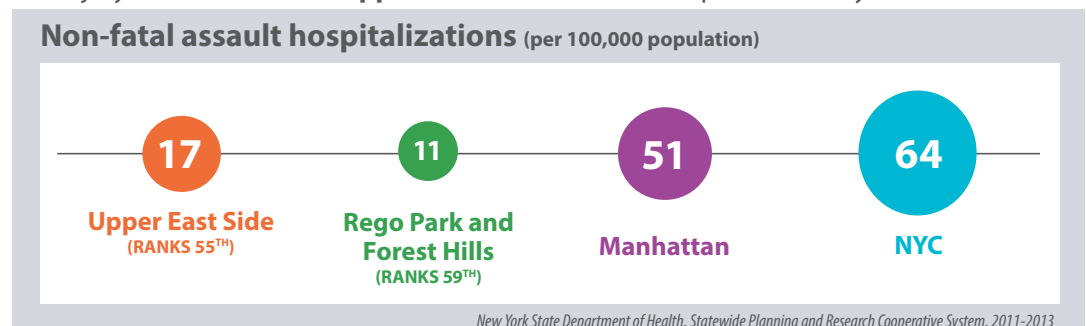 Non-fatal assault hospitalizations (per 100,000 population)
17
11
51
64
Upper East Side
(RANKS 55TH)
Rego Park and
Forest Hills
(RANKS 59TH)
Manhattan
NYC
New York State Department of Health, Statewide Planning and Research Cooperative System, 2011-2013